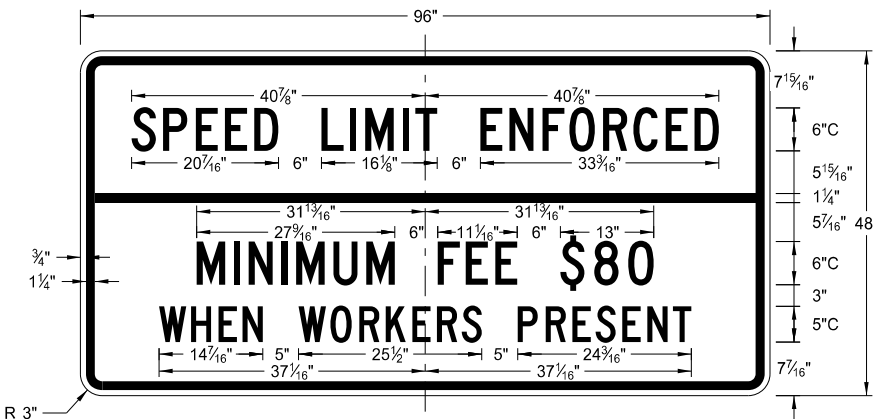 96"
40⅞" 40⅞"
SPEED LIMIT ENFORCED
20⁷⁄₁₆" 6" 16⅛" 6" 33³⁄₁₆"
31¹³⁄₁₆" 31¹³⁄₁₆"
27⁹⁄₁₆" 6" 11¹⁄₁₆" 6" 13"
MINIMUM FEE $80
WHEN WORKERS PRESENT
14⁷⁄₁₆" 5" 25½" 5" 24³⁄₁₆"
37¹⁄₁₆" 37¹⁄₁₆"
¾"
1¼"
R 3"
7¹⁵⁄₁₆"
6"C
5¹⁵⁄₁₆"
1¼"
5⁷⁄₁₆"
6"C
3"
5"C
7⁷⁄₁₆"
48